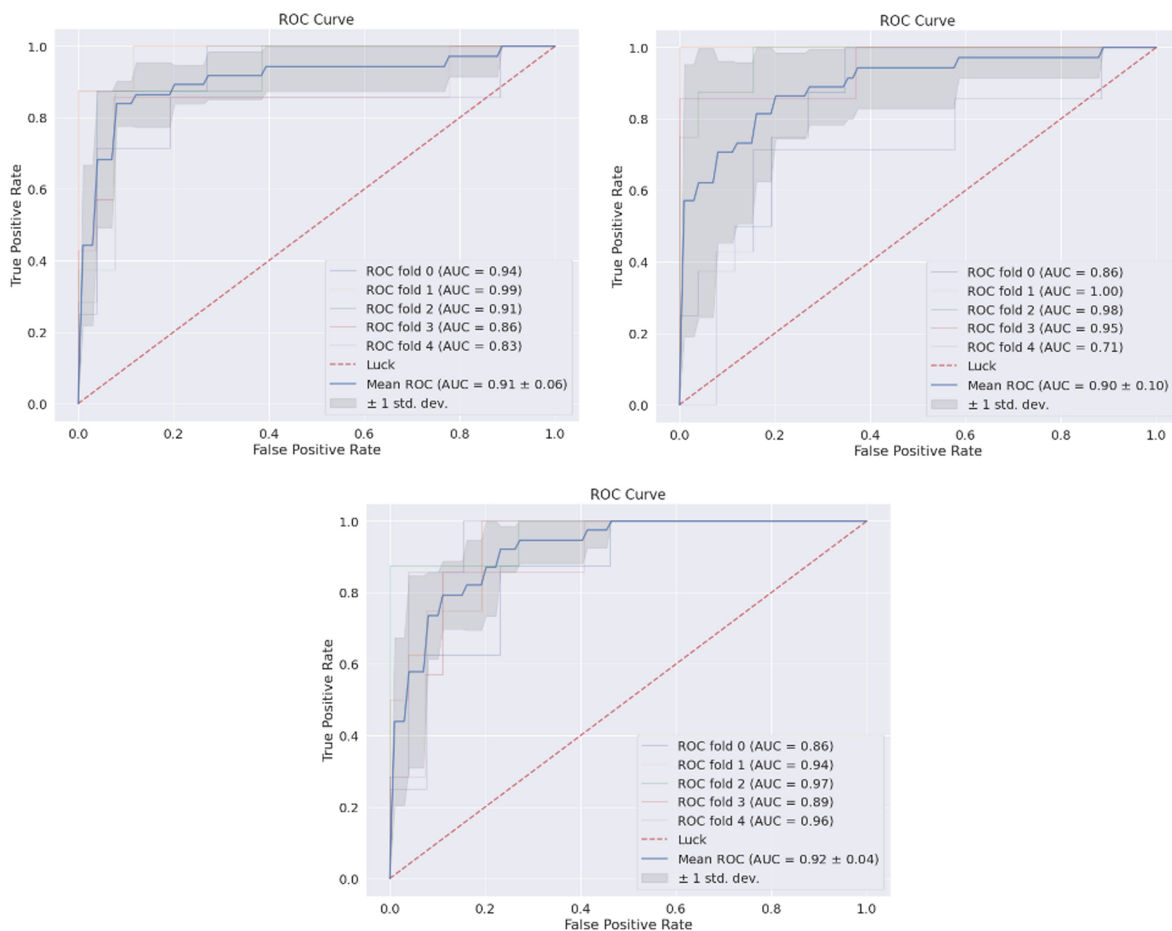 ROC Curve
1.0
0.8
0.6
0.4
0.2
0.0
True Positive Rate
ROC fold 0 (AUC = 0.94)
ROC fold 1 (AUC = 0.99)
ROC fold 2 (AUC = 0.91)
ROC fold 3 (AUC = 0.86)
ROC fold 4 (AUC = 0.83)
Luck
Mean ROC (AUC = 0.91 ± 0.06)
± 1 std. dev.
0.0 0.2 0.4 0.6 0.8 1.0
False Positive Rate
ROC Curve
1.0
0.8
0.6
0.4
0.2
0.0
True Positive Rate
ROC fold 0 (AUC = 0.86)
ROC fold 1 (AUC = 1.00)
ROC fold 2 (AUC = 0.98)
ROC fold 3 (AUC = 0.95)
ROC fold 4 (AUC = 0.71)
Luck
Mean ROC (AUC = 0.90 ± 0.10)
± 1 std. dev.
0.0 0.2 0.4 0.6 0.8 1.0
False Positive Rate
ROC Curve
1.0
0.8
0.6
0.4
0.2
0.0
True Positive Rate
ROC fold 0 (AUC = 0.86)
ROC fold 1 (AUC = 0.94)
ROC fold 2 (AUC = 0.97)
ROC fold 3 (AUC = 0.89)
ROC fold 4 (AUC = 0.96)
Luck
Mean ROC (AUC = 0.92 ± 0.04)
± 1 std. dev.
0.0 0.2 0.4 0.6 0.8 1.0
False Positive Rate